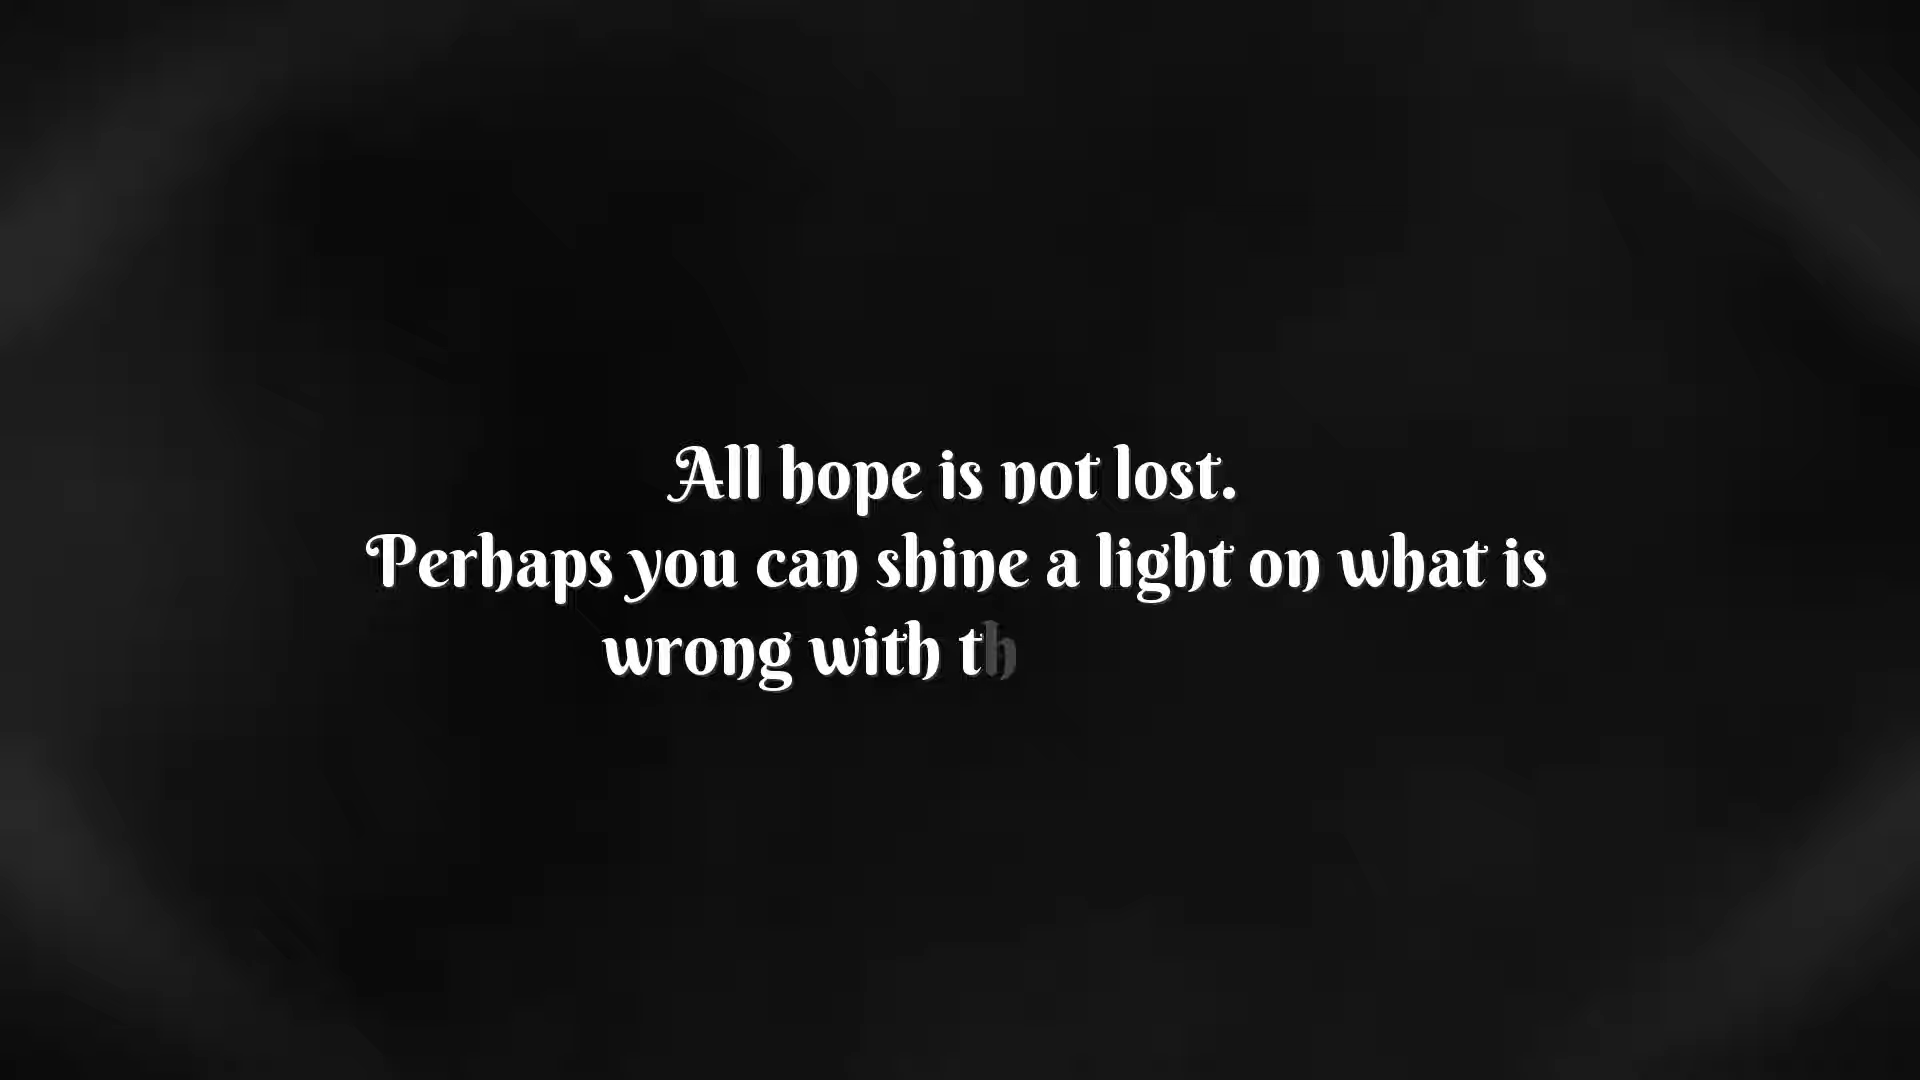 All hope is not lost.
Perhaps you can shine a light on what is
wrong with th